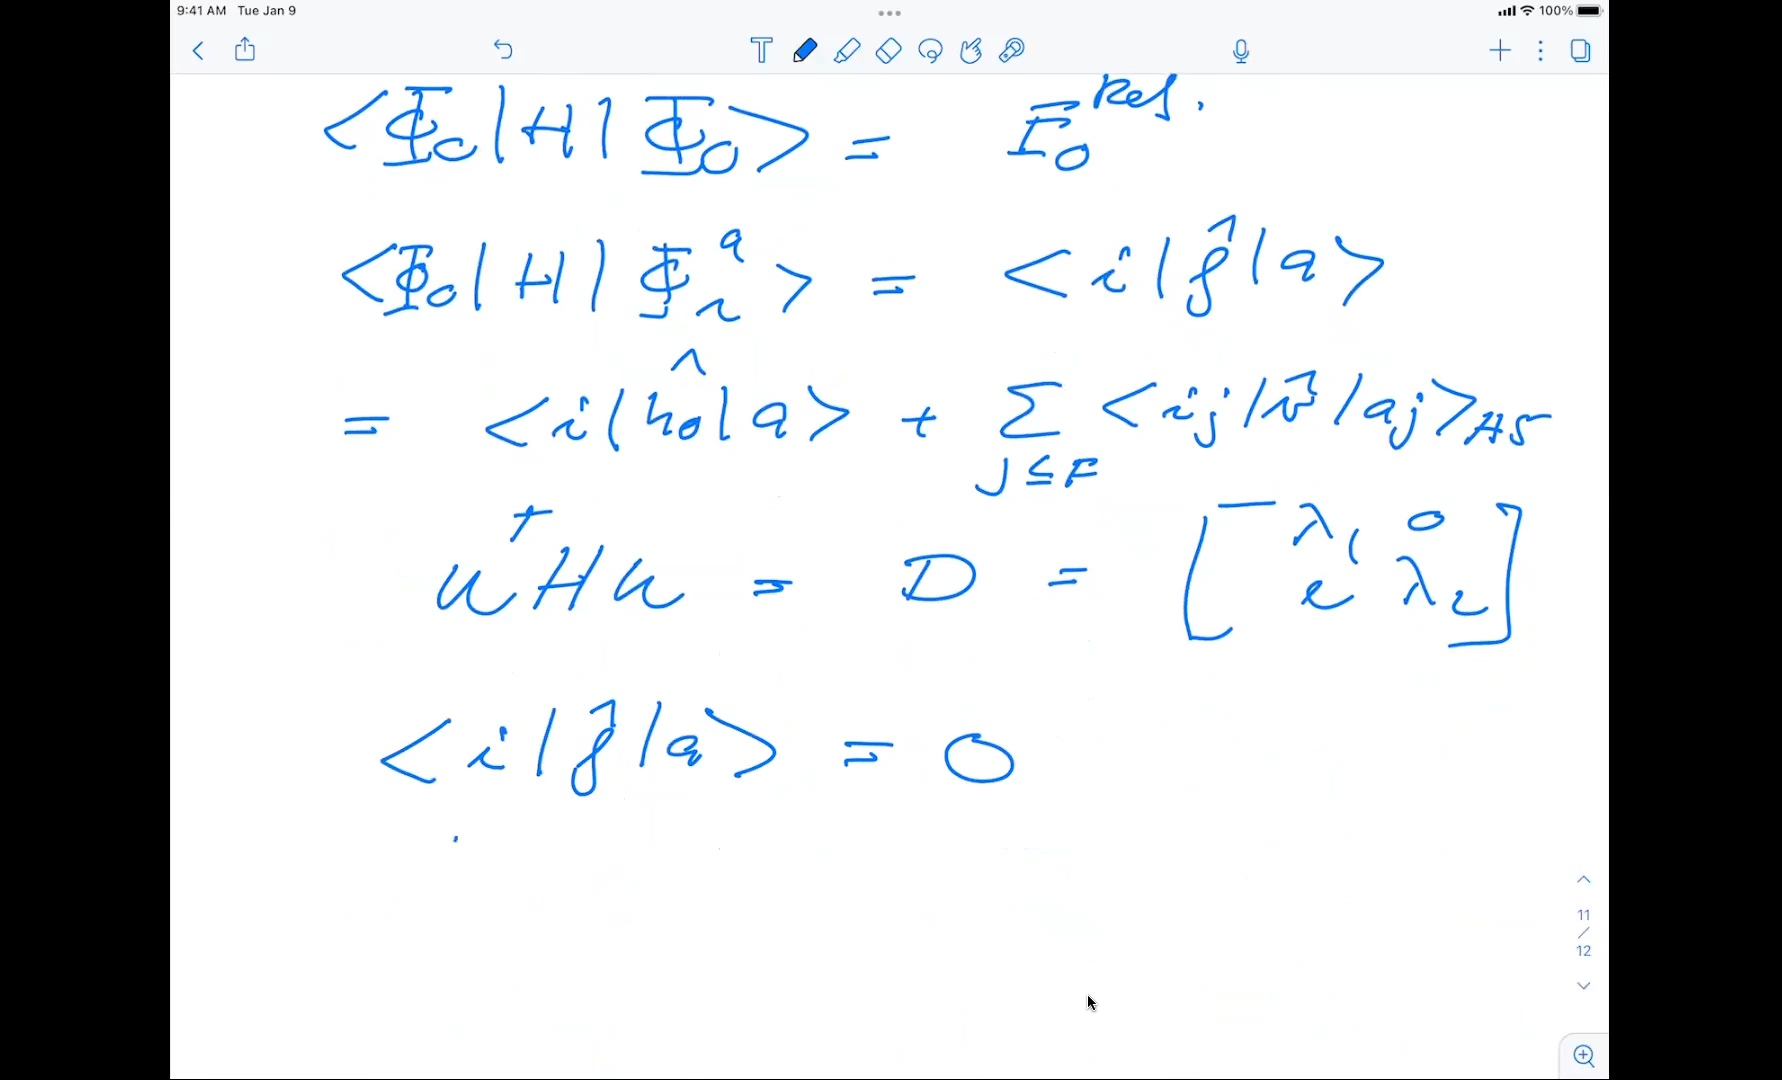 9:41 AM Tue Jan 9
100%
<Φ₀|H|Φ₀> = E₀^Ref.
<Φ₀|H|Φᵢᵃ> = <i|f̂|a>
= <i|ĥ₀|a> + Σ_{j≤F} <ij|v̂|aj>_AS
u†Hu = D = [λ₁ 0
0 λ₂]
<i|f̂|a> = 0
11
/
12